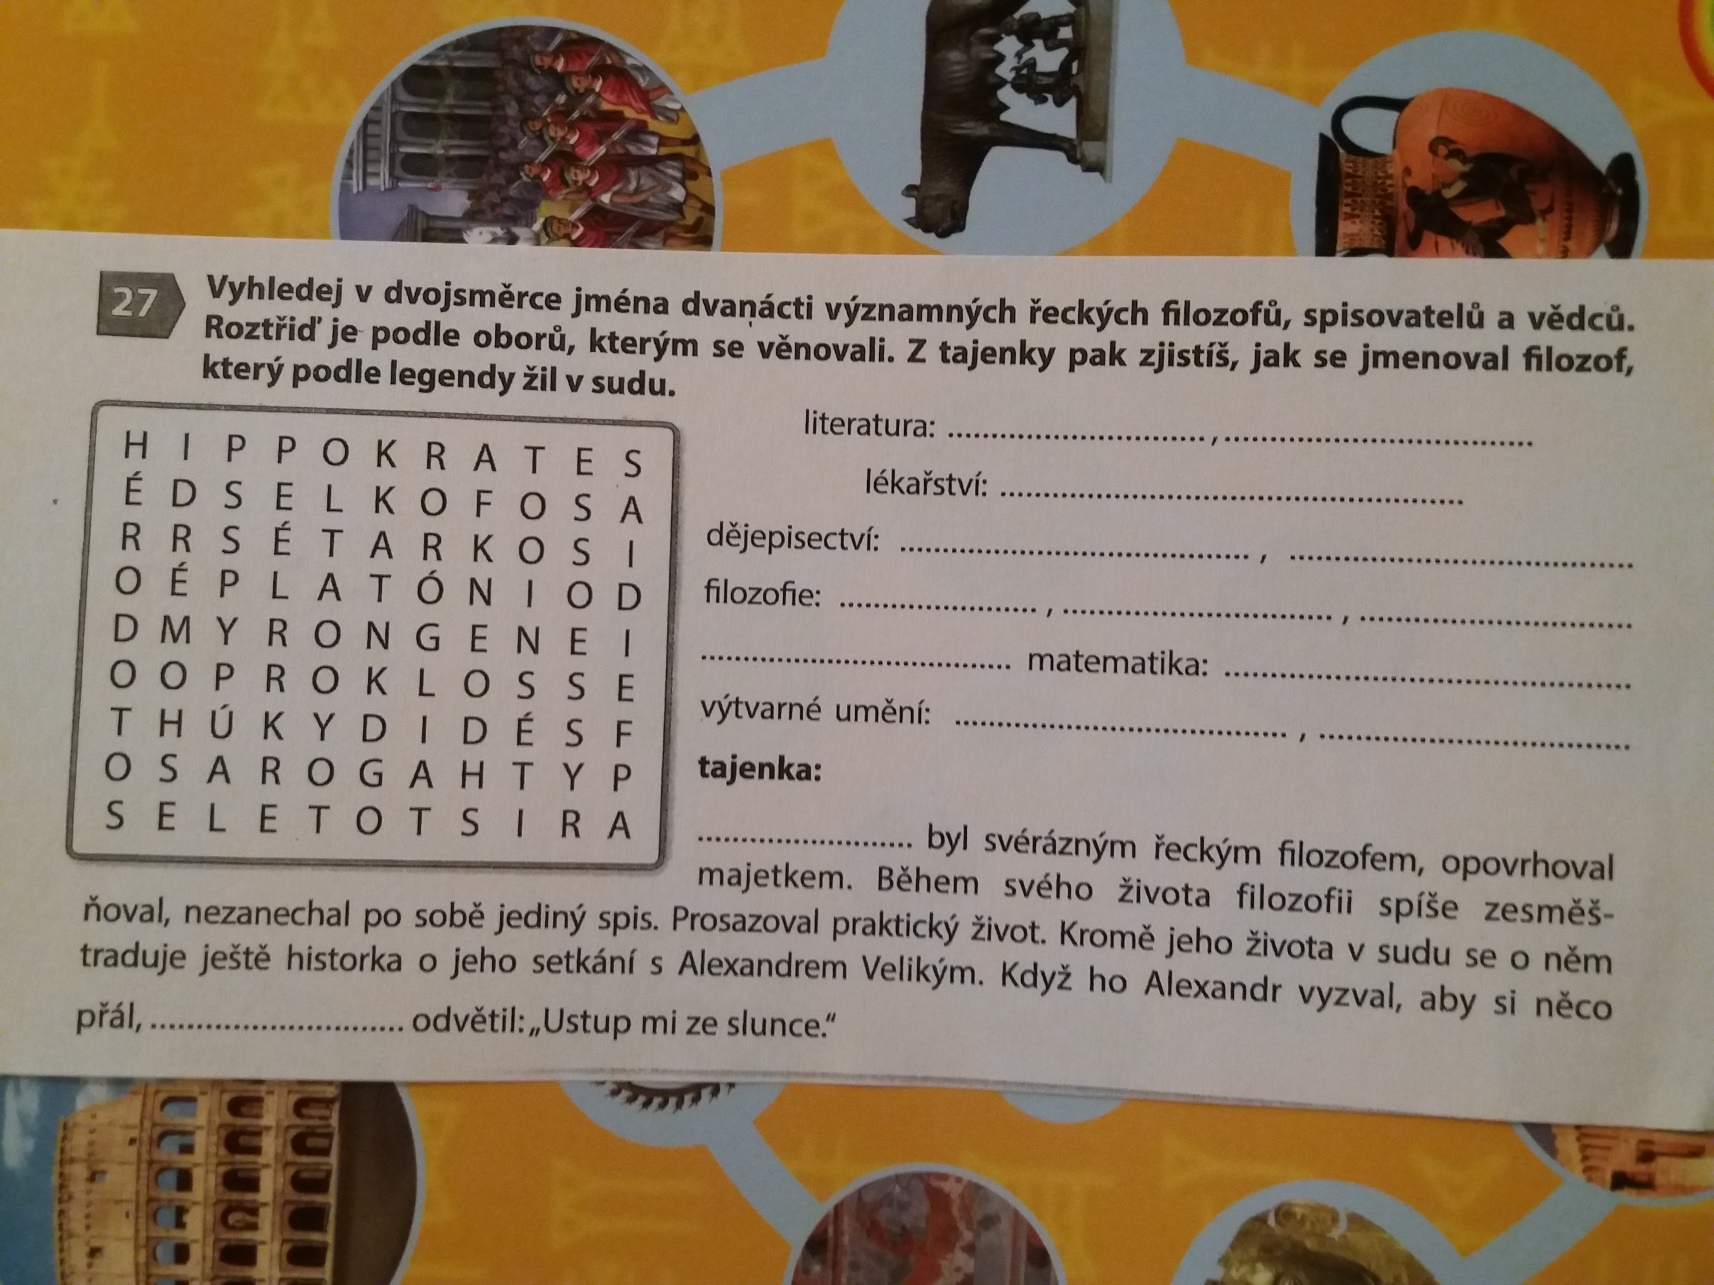 27
Vyhledej v dvojsměrce jména dvanácti významných řeckých filozofů, spisovatelů a vědců.
Roztřiď je podle oborů, kterým se věnovali. Z tajenky pak zjistíš, jak se jmenoval filozof,
který podle legendy žil v sudu.
H I P P O K R A T E S
É D S E L K O F O S A
R R S É T A R K O S I
O É P L A T Ó N I O D
D M Y R O N G E N E I
O O P R O K L O S S E
T H Ú K Y D I D É S F
O S A R O G A H T Y P
S E L E T O T S I R A
literatura: ............................ , ..................................
lékařství: ..................................................
dějepisectví: ...................................... , ......................................
filozofie: ...................... , .............................. , ..............................
.................................. matematika: .............................................
výtvarné umění: .................................... , ..................................
tajenka:
........................ byl svérázným řeckým filozofem, opovrhoval
majetkem. Během svého života filozofii spíše zesměš-
ňoval, nezanechal po sobě jediný spis. Prosazoval praktický život. Kromě jeho života v sudu se o něm
traduje ještě historka o jeho setkání s Alexandrem Velikým. Když ho Alexandr vyzval, aby si něco
přál, ............................ odvětil: „Ustup mi ze slunce.“